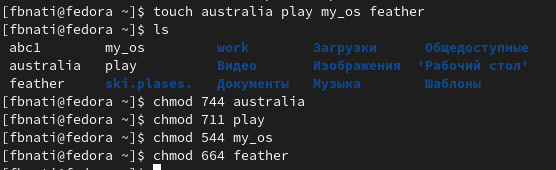 [fbnati@fedora ~]$ touch australia play my_os feather
[fbnati@fedora ~]$ ls
abc1 my_os work Загрузки Общедоступные
australia play Видео Изображения 'Рабочий стол'
feather ski.plases. Документы Музыка Шаблоны
[fbnati@fedora ~]$ chmod 744 australia
[fbnati@fedora ~]$ chmod 711 play
[fbnati@fedora ~]$ chmod 544 my_os
[fbnati@fedora ~]$ chmod 664 feather
[fbnati@fedora ~]$